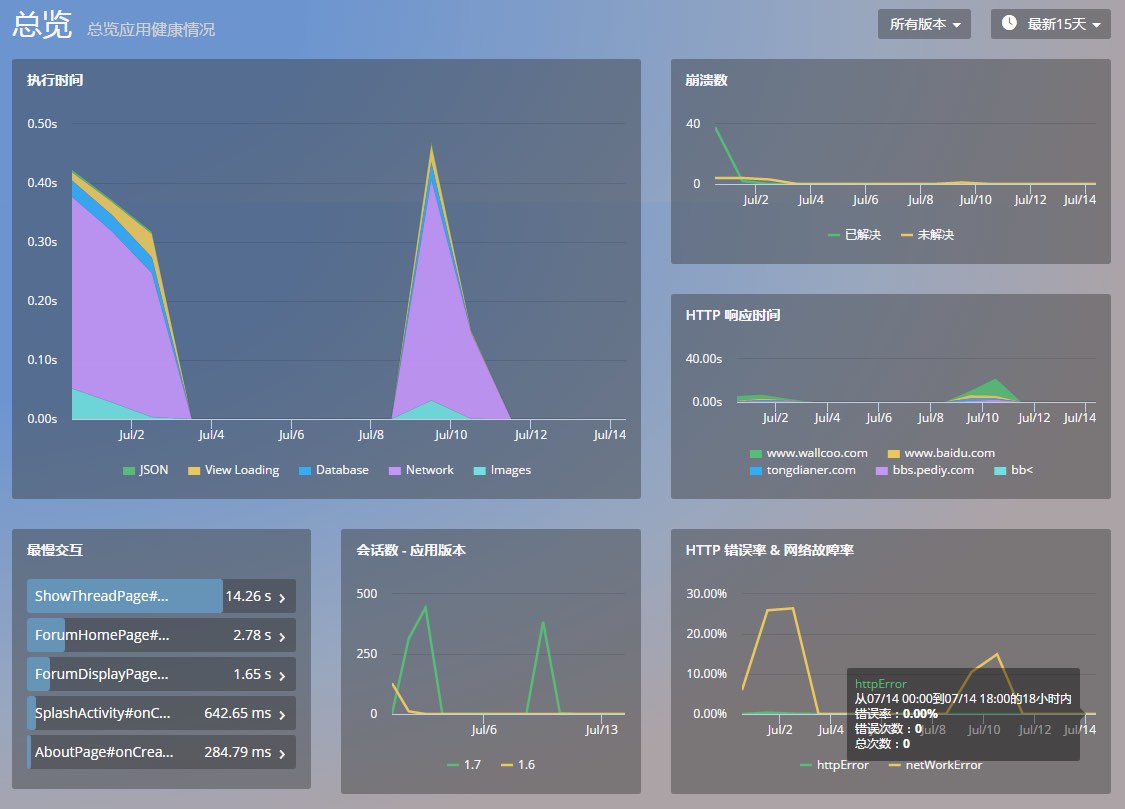 总览 总览应用健康情况
所有版本
最新15天
执行时间
0.50s
0.40s
0.30s
0.20s
0.10s
0.00s
Jul/2 Jul/4 Jul/6 Jul/8 Jul/10 Jul/12 Jul/14
JSON View Loading Database Network Images
崩溃数
40
0
Jul/2 Jul/4 Jul/6 Jul/8 Jul/10 Jul/12 Jul/14
已解决 未解决
HTTP 响应时间
40.00s
0.00s
Jul/2 Jul/4 Jul/6 Jul/8 Jul/10 Jul/12 Jul/14
www.wallcoo.com www.baidu.com
tongdianer.com bbs.pediy.com bb<
最慢交互
ShowThreadPage#... 14.26 s
ForumHomePage#... 2.78 s
ForumDisplayPage... 1.65 s
SplashActivity#onC... 642.65 ms
AboutPage#onCrea... 284.79 ms
会话数 - 应用版本
500
250
0
Jul/6 Jul/13
1.7 1.6
HTTP 错误率 & 网络故障率
30.00%
20.00%
10.00%
0.00%
Jul/2 Jul/4 Jul/8 Jul/10 Jul/12 Jul/14
httpError
从07/14 00:00到07/14 18:00的18小时内
错误率：0.00%
错误次数：0
总次数：0
httpError netWorkError